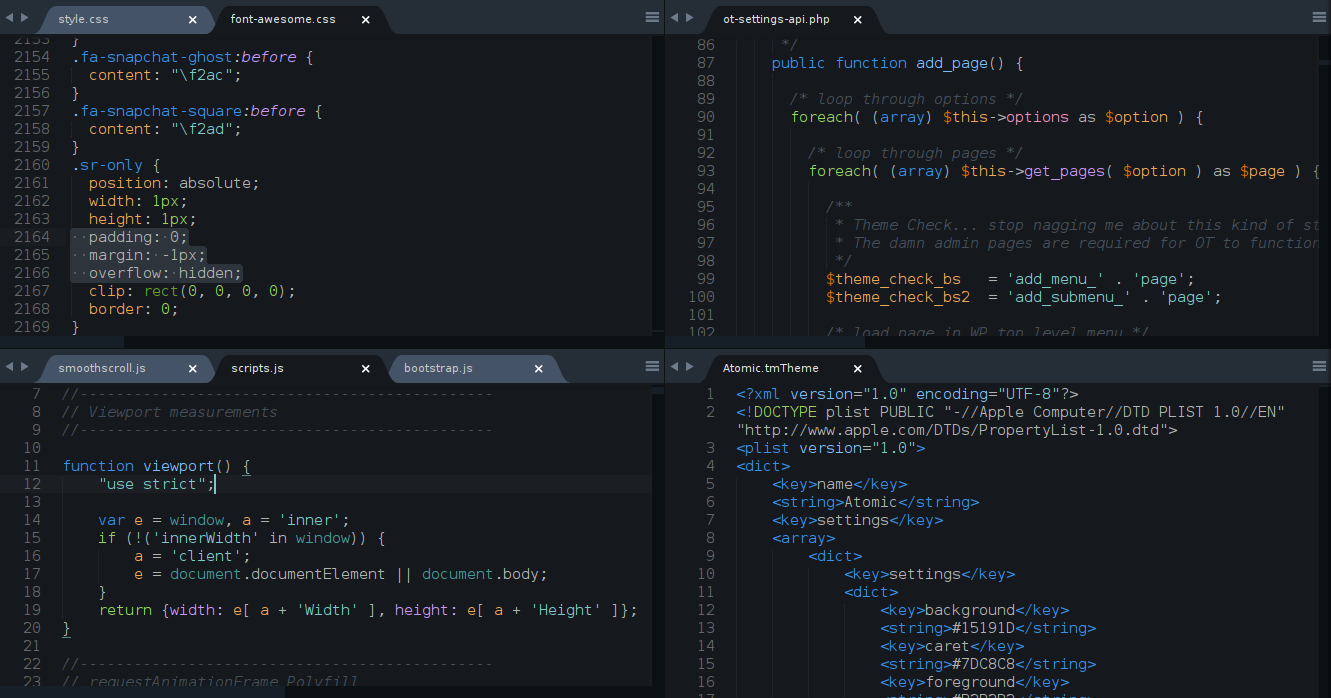 style.css
font-awesome.css
2153 }
2154 .fa-snapchat-ghost:before {
2155 content: "\f2ac";
2156 }
2157 .fa-snapchat-square:before {
2158 content: "\f2ad";
2159 }
2160 .sr-only {
2161 position: absolute;
2162 width: 1px;
2163 height: 1px;
2164 padding: 0;
2165 margin: -1px;
2166 overflow: hidden;
2167 clip: rect(0, 0, 0, 0);
2168 border: 0;
2169 }
ot-settings-api.php
86 */
87 public function add_page() {
88
89 /* loop through options */
90 foreach( (array) $this->options as $option ) {
91
92 /* loop through pages */
93 foreach( (array) $this->get_pages( $option ) as $page ) {
94
95 /**
96 * Theme Check... stop nagging me about this kind of st
97 * The damn admin pages are required for OT to function
98 */
99 $theme_check_bs = 'add_menu_' . 'page';
100 $theme_check_bs2 = 'add_submenu_' . 'page';
101
102 /* load page in WP top level menu */
smoothscroll.js
scripts.js
bootstrap.js
7 //----------------------------------------------
8 // Viewport measurements
9 //----------------------------------------------
10
11 function viewport() {
12 "use strict";
13
14 var e = window, a = 'inner';
15 if (!('innerWidth' in window)) {
16 a = 'client';
17 e = document.documentElement || document.body;
18 }
19 return {width: e[ a + 'Width' ], height: e[ a + 'Height' ]};
20 }
21
22 //----------------------------------------------
23 // requestAnimationFrame Polyfill
Atomic.tmTheme
1 <?xml version="1.0" encoding="UTF-8"?>
2 <!DOCTYPE plist PUBLIC "-//Apple Computer//DTD PLIST 1.0//EN"
"http://www.apple.com/DTDs/PropertyList-1.0.dtd">
3 <plist version="1.0">
4 <dict>
5 <key>name</key>
6 <string>Atomic</string>
7 <key>settings</key>
8 <array>
9 <dict>
10 <key>settings</key>
11 <dict>
12 <key>background</key>
13 <string>#15191D</string>
14 <key>caret</key>
15 <string>#7DC8C8</string>
16 <key>foreground</key>
17